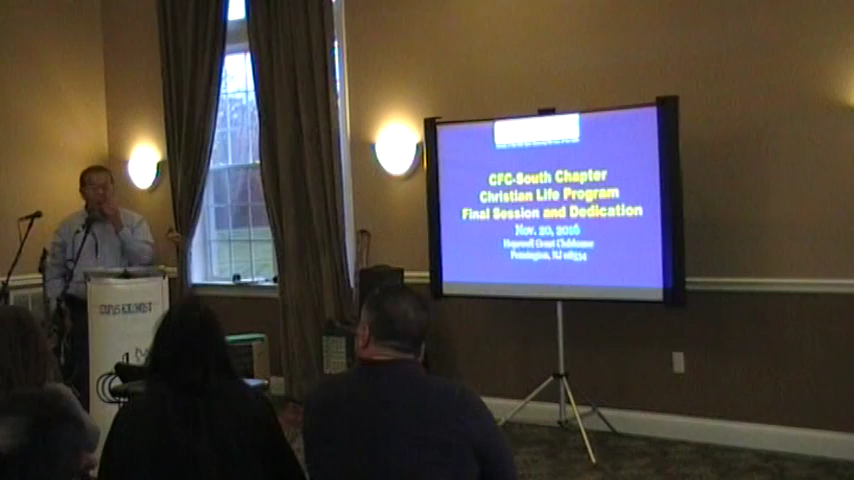 CFC-South Chapter
Christian Life Program
Final Session and Dedication
Nov. 20, 2016
Hopewell Grant Clubhouse
Pennington, NJ 08534